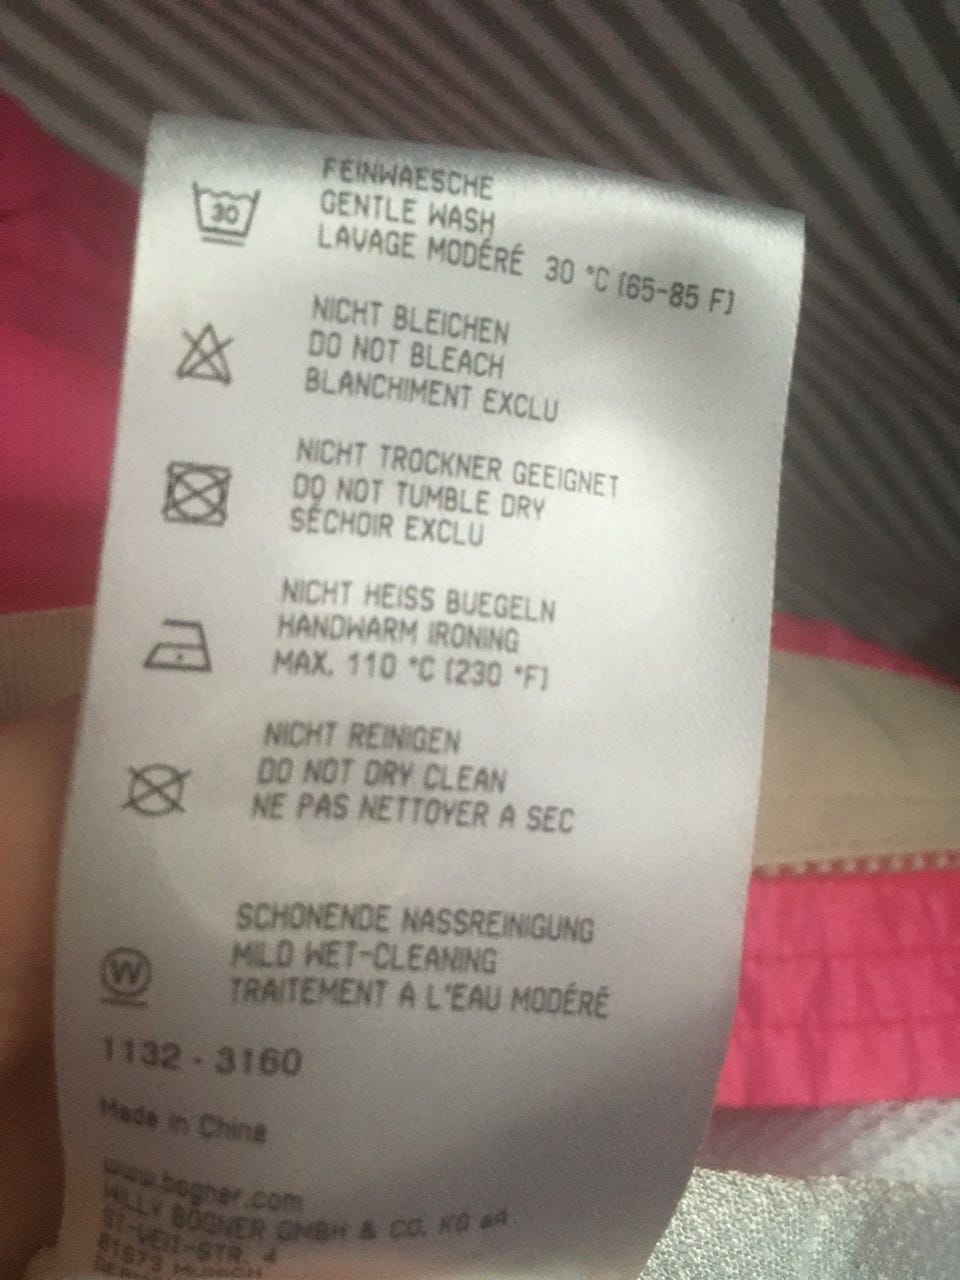 30
FEINWAESCHE
GENTLE WASH
LAVAGE MODÉRÉ 30 °C (65-85 F)
NICHT BLEICHEN
DO NOT BLEACH
BLANCHIMENT EXCLU
NICHT TROCKNER GEEIGNET
DO NOT TUMBLE DRY
SÉCHOIR EXCLU
NICHT HEISS BUEGELN
HANDWARM IRONING
MAX. 110 °C (230 °F)
NICHT REINIGEN
DO NOT DRY CLEAN
NE PAS NETTOYER A SEC
W
SCHONENDE NASSREINIGUNG
MILD WET-CLEANING
TRAITEMENT A L'EAU MODÉRÉ
1132 - 3160
Made in China
www.bogner.com
WILLY BOGNER GMBH & CO. KG aA
ST-VEIT-STR. 4
81673